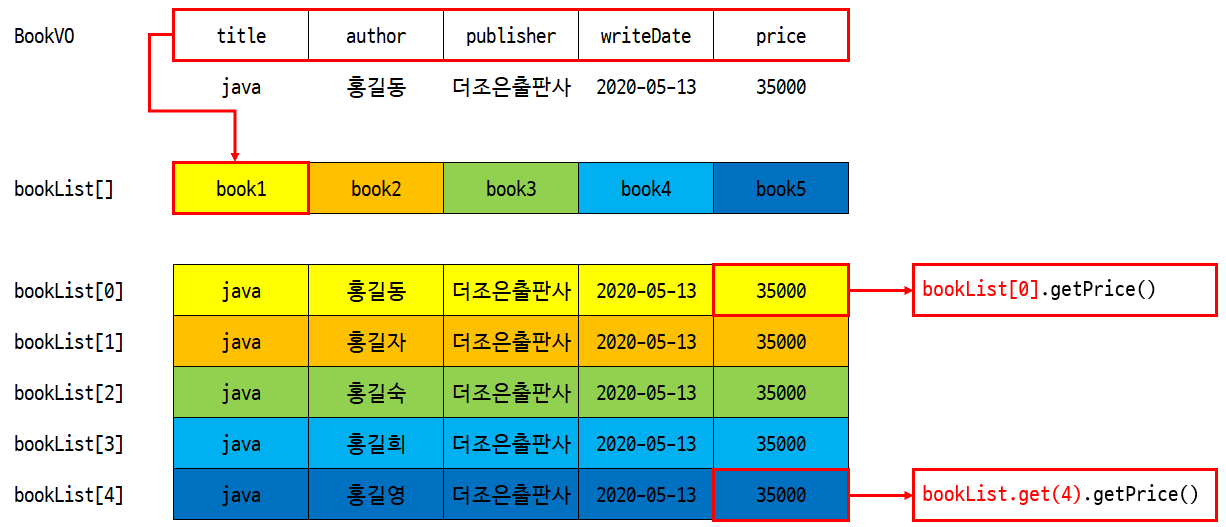 BookVO title author publisher writeDate price
java 홍길동 더조은출판사 2020-05-13 35000
bookList[] book1 book2 book3 book4 book5
bookList[0] java 홍길동 더조은출판사 2020-05-13 35000 bookList[0].getPrice()
bookList[1] java 홍길자 더조은출판사 2020-05-13 35000
bookList[2] java 홍길숙 더조은출판사 2020-05-13 35000
bookList[3] java 홍길희 더조은출판사 2020-05-13 35000
bookList[4] java 홍길영 더조은출판사 2020-05-13 35000 bookList.get(4).getPrice()